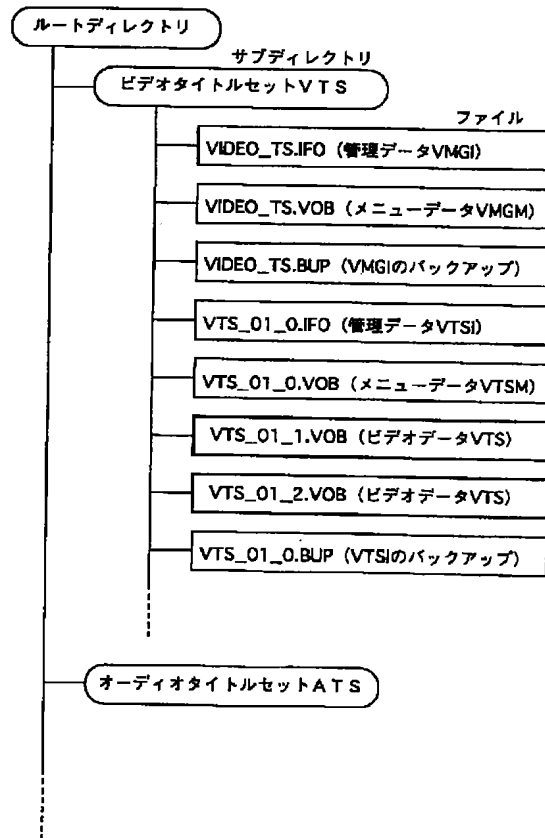 ルートディレクトリ
サブディレクトリ
ビデオタイトルセットVTS
ファイル
VIDEO_TS.IFO(管理データVMGI)
VIDEO_TS.VOB(メニューデータVMGM)
VIDEO_TS.BUP(VMGIのバックアップ)
VTS_01_0.IFO(管理データVTSI)
VTS_01_0.VOB(メニューデータVTSM)
VTS_01_1.VOB(ビデオデータVTS)
VTS_01_2.VOB(ビデオデータVTS)
VTS_01_0.BUP(VTSIのバックアップ)
オーディオタイトルセットATS